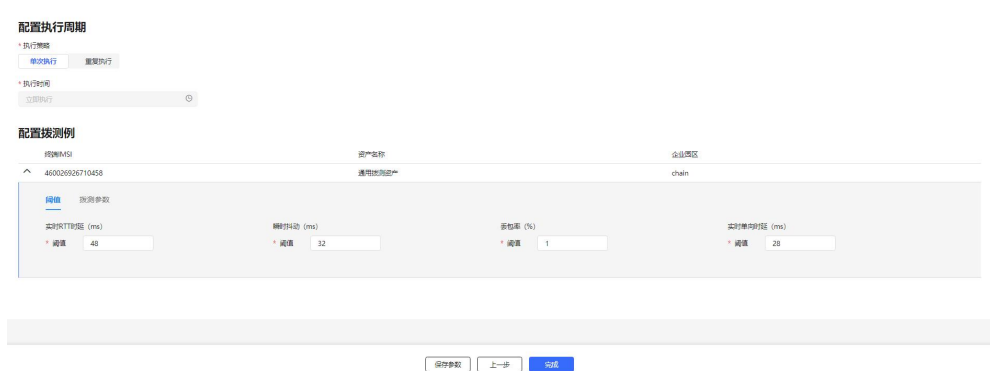 配置执行周期
* 执行策略
单次执行 重复执行
* 执行时间
立即执行
配置拨测例
终端IMSI 资产名称 企业园区
460026926710458 通用拨测资产 chain
阈值 拨测参数
实时RTT时延（ms） 瞬时抖动（ms） 丢包率（%） 实时单向时延（ms）
* 阈值 48 * 阈值 32 * 阈值 1 * 阈值 28
保存参数 上一步 完成